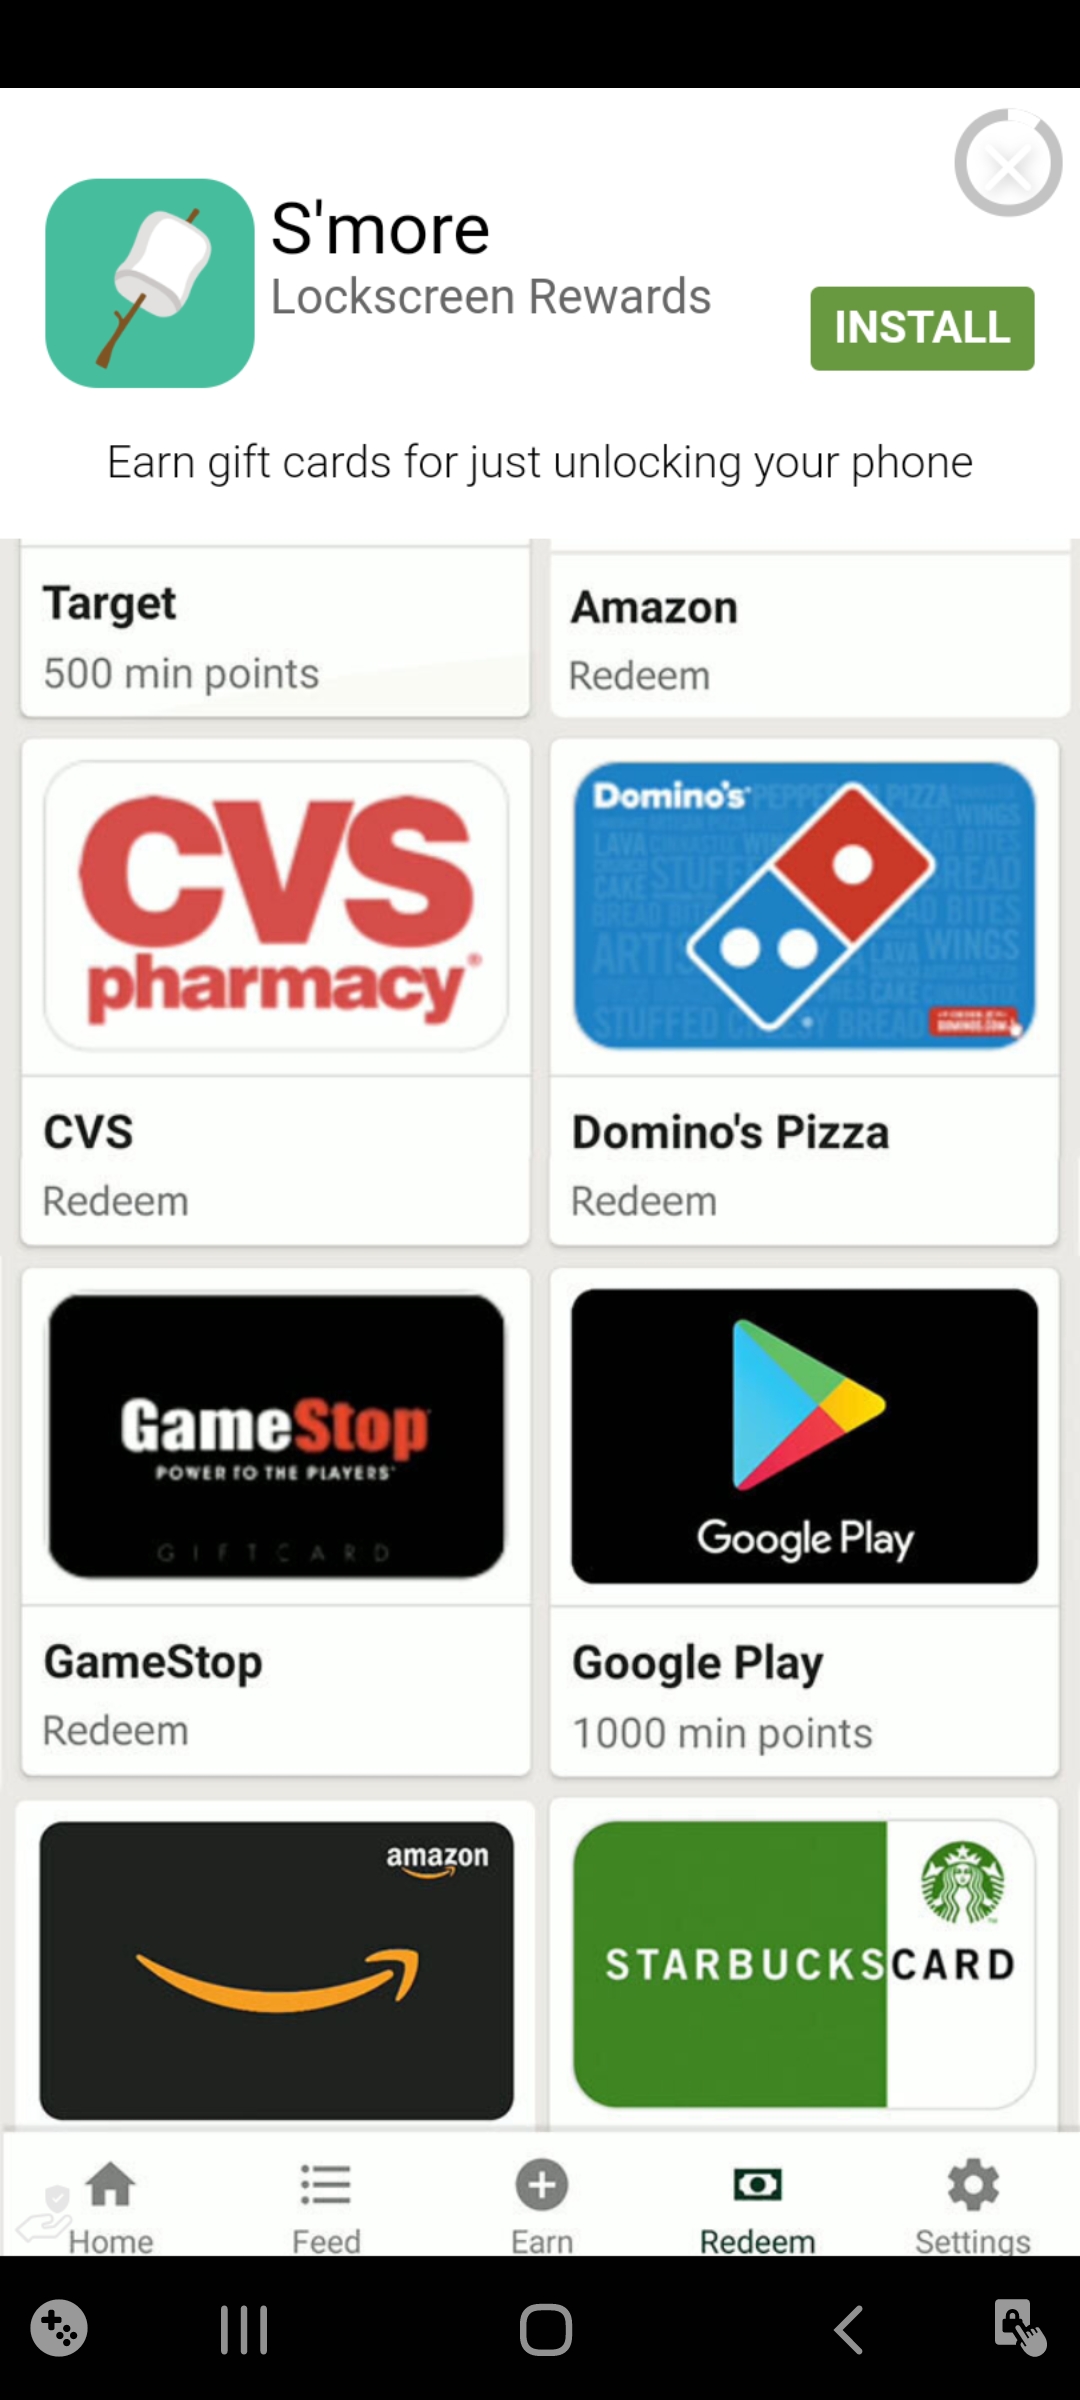 S'more
Lockscreen Rewards
INSTALL
Earn gift cards for just unlocking your phone
Target
500 min points
Amazon
Redeem
CVS
pharmacy
Domino's
CVS
Redeem
Domino's Pizza
Redeem
GameStop
POWER TO THE PLAYERS
GIFTCARD
Google Play
GameStop
Redeem
Google Play
1000 min points
amazon
STARBUCKS CARD
Home
Feed
Earn
Redeem
Settings